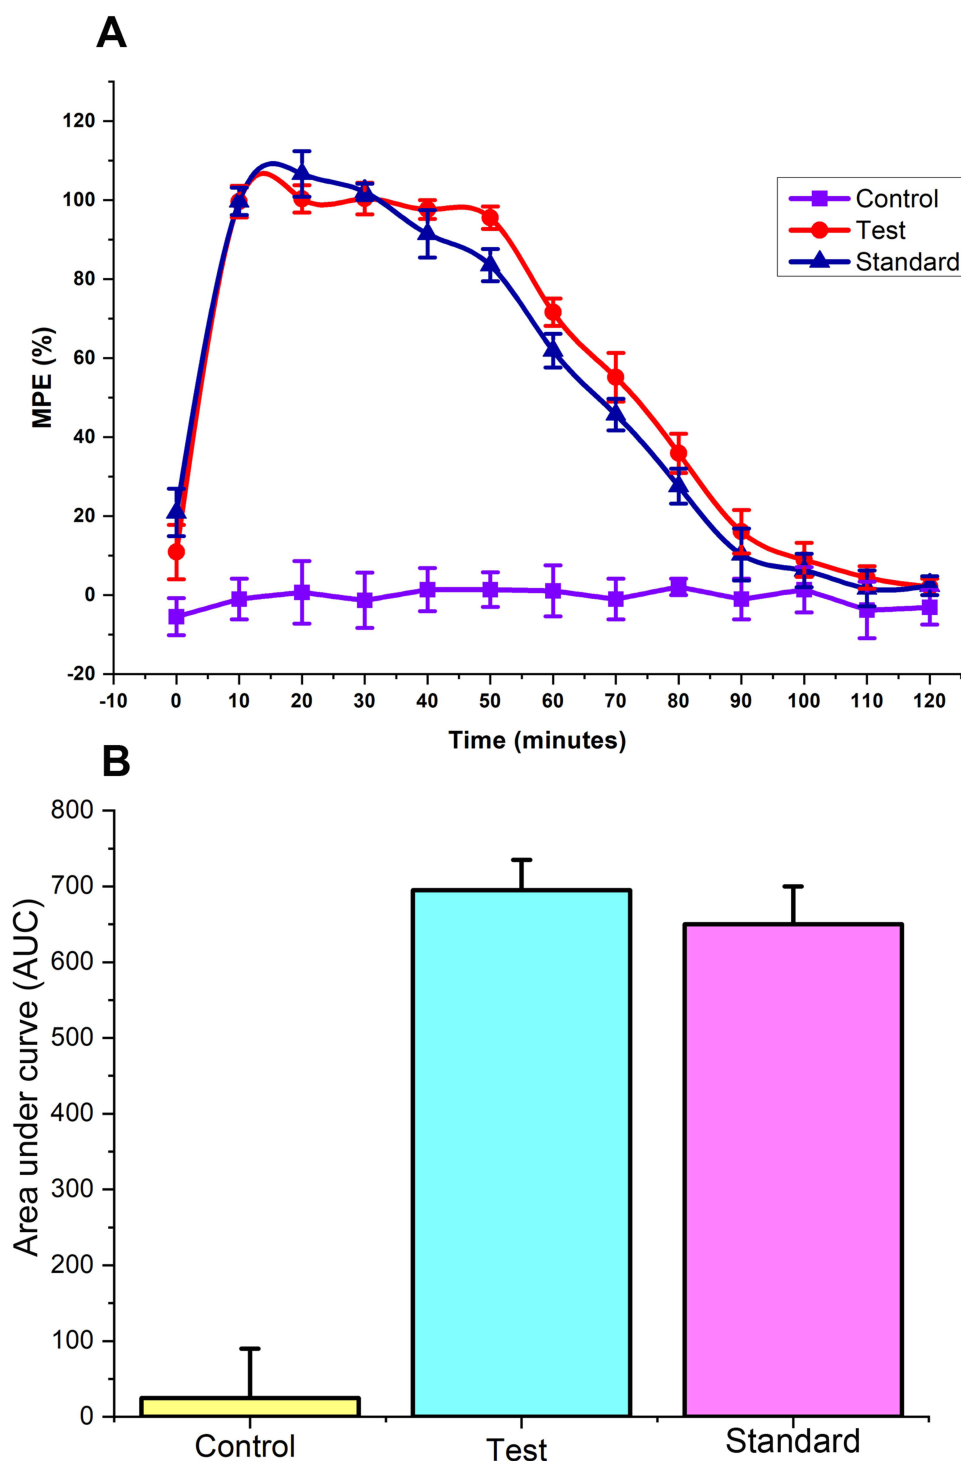 A
120
100
80
60
40
20
0
-20
MPE (%)
Control
Test
Standard
-10 0 10 20 30 40 50 60 70 80 90 100 110 120
Time (minutes)
B
800
700
600
500
400
300
200
100
0
Area under curve (AUC)
Control Test Standard